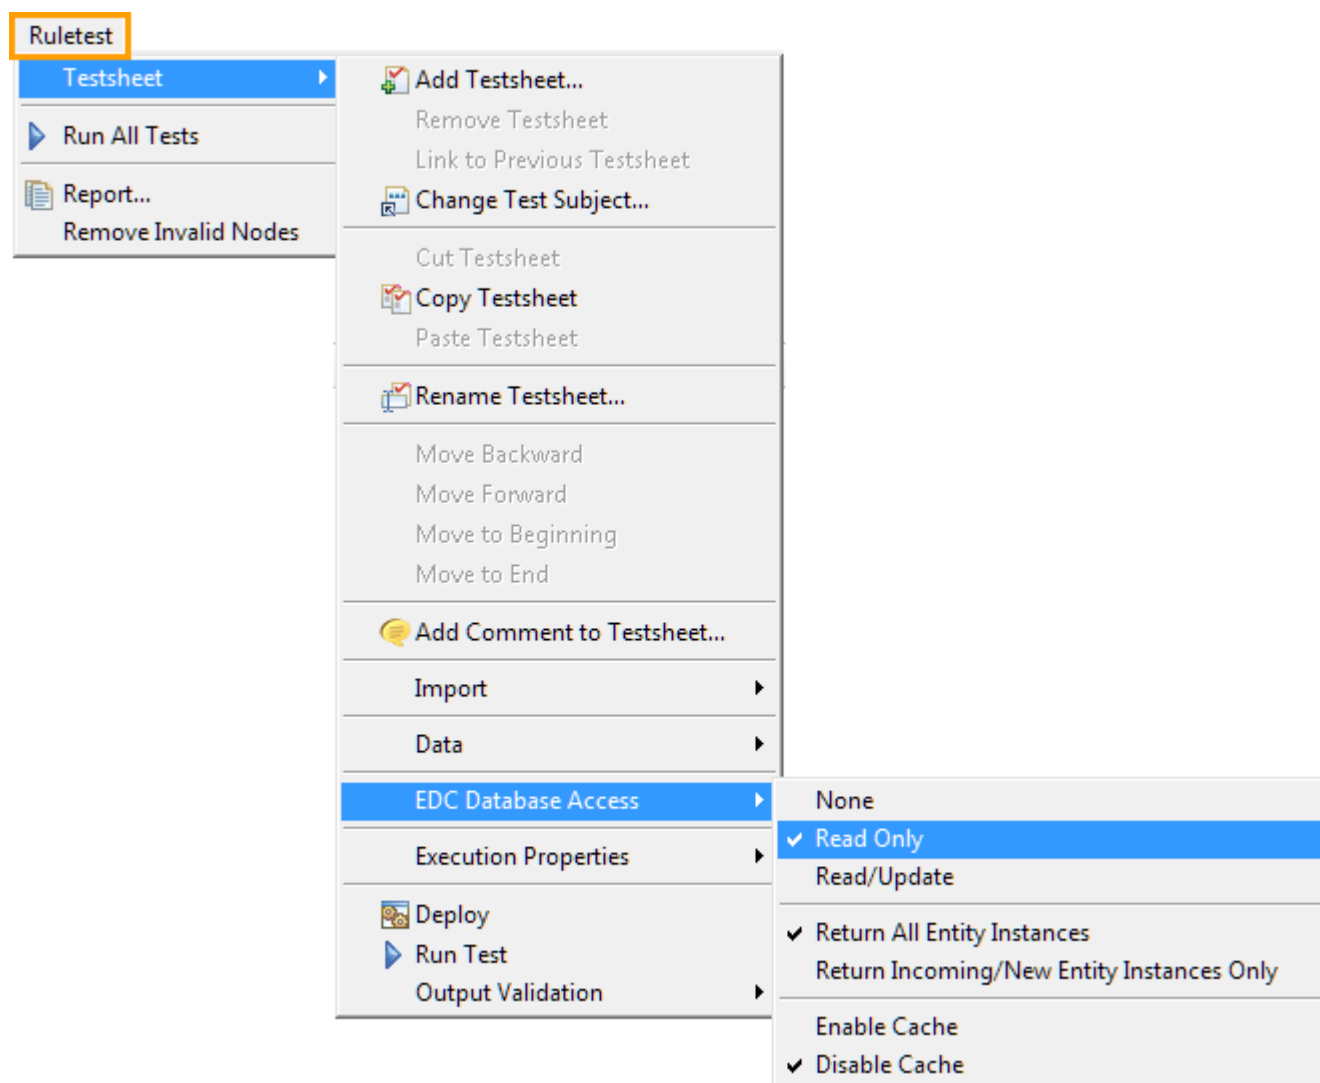 Ruletest
Testsheet
Run All Tests
Report...
Remove Invalid Nodes
Add Testsheet...
Remove Testsheet
Link to Previous Testsheet
Change Test Subject...
Cut Testsheet
Copy Testsheet
Paste Testsheet
Rename Testsheet...
Move Backward
Move Forward
Move to Beginning
Move to End
Add Comment to Testsheet...
Import
Data
EDC Database Access
Execution Properties
Deploy
Run Test
Output Validation
None
Read Only
Read/Update
Return All Entity Instances
Return Incoming/New Entity Instances Only
Enable Cache
Disable Cache